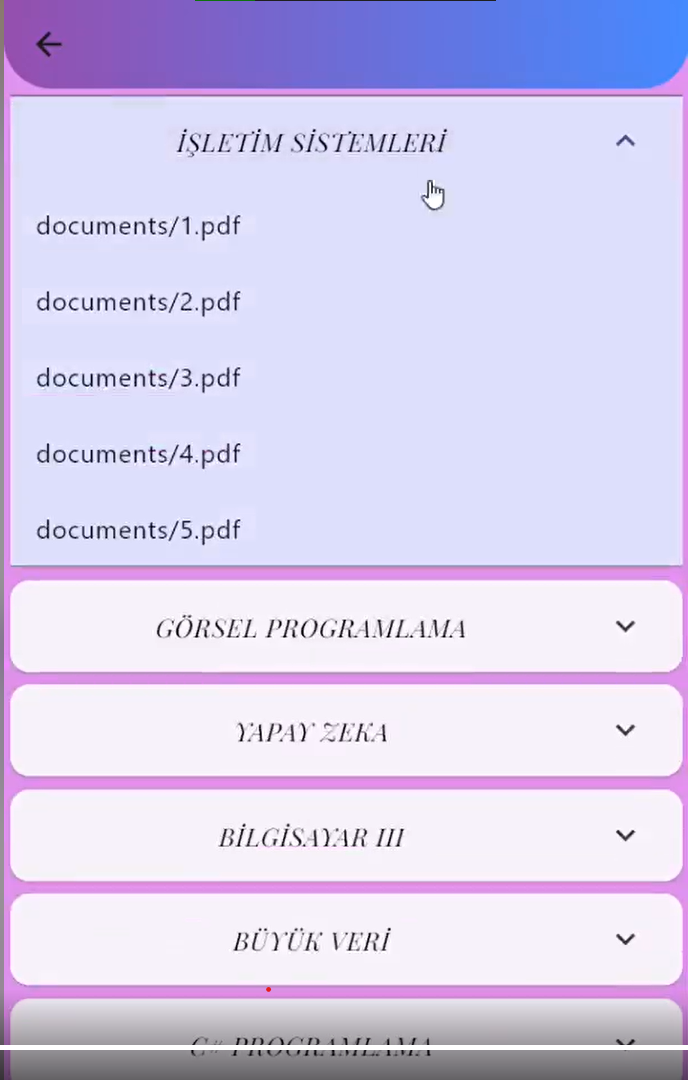 İŞLETİM SİSTEMLERİ
documents/1.pdf
documents/2.pdf
documents/3.pdf
documents/4.pdf
documents/5.pdf
GÖRSEL PROGRAMLAMA
YAPAY ZEKA
BİLGİSAYAR III
BÜYÜK VERİ
C# PROGRAMLAMA